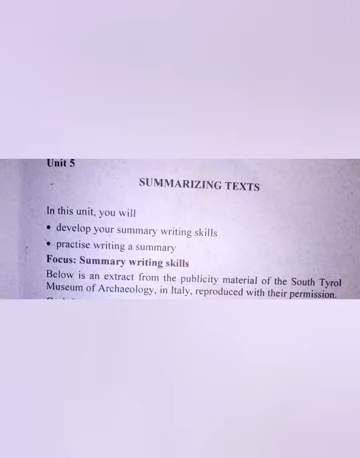 Unit 5
SUMMARIZING TEXTS
In this unit, you will
• develop your summary writing skills
• practise writing a summary
Focus: Summary writing skills
Below is an extract from the publicity material of the South Tyrol
Museum of Archaeology, in Italy, reproduced with their permission.